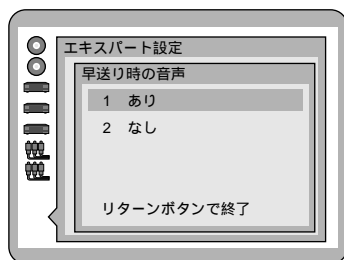 エキスパート設定
早送り時の音声
1 あり
2 なし
リターンボタンで終了